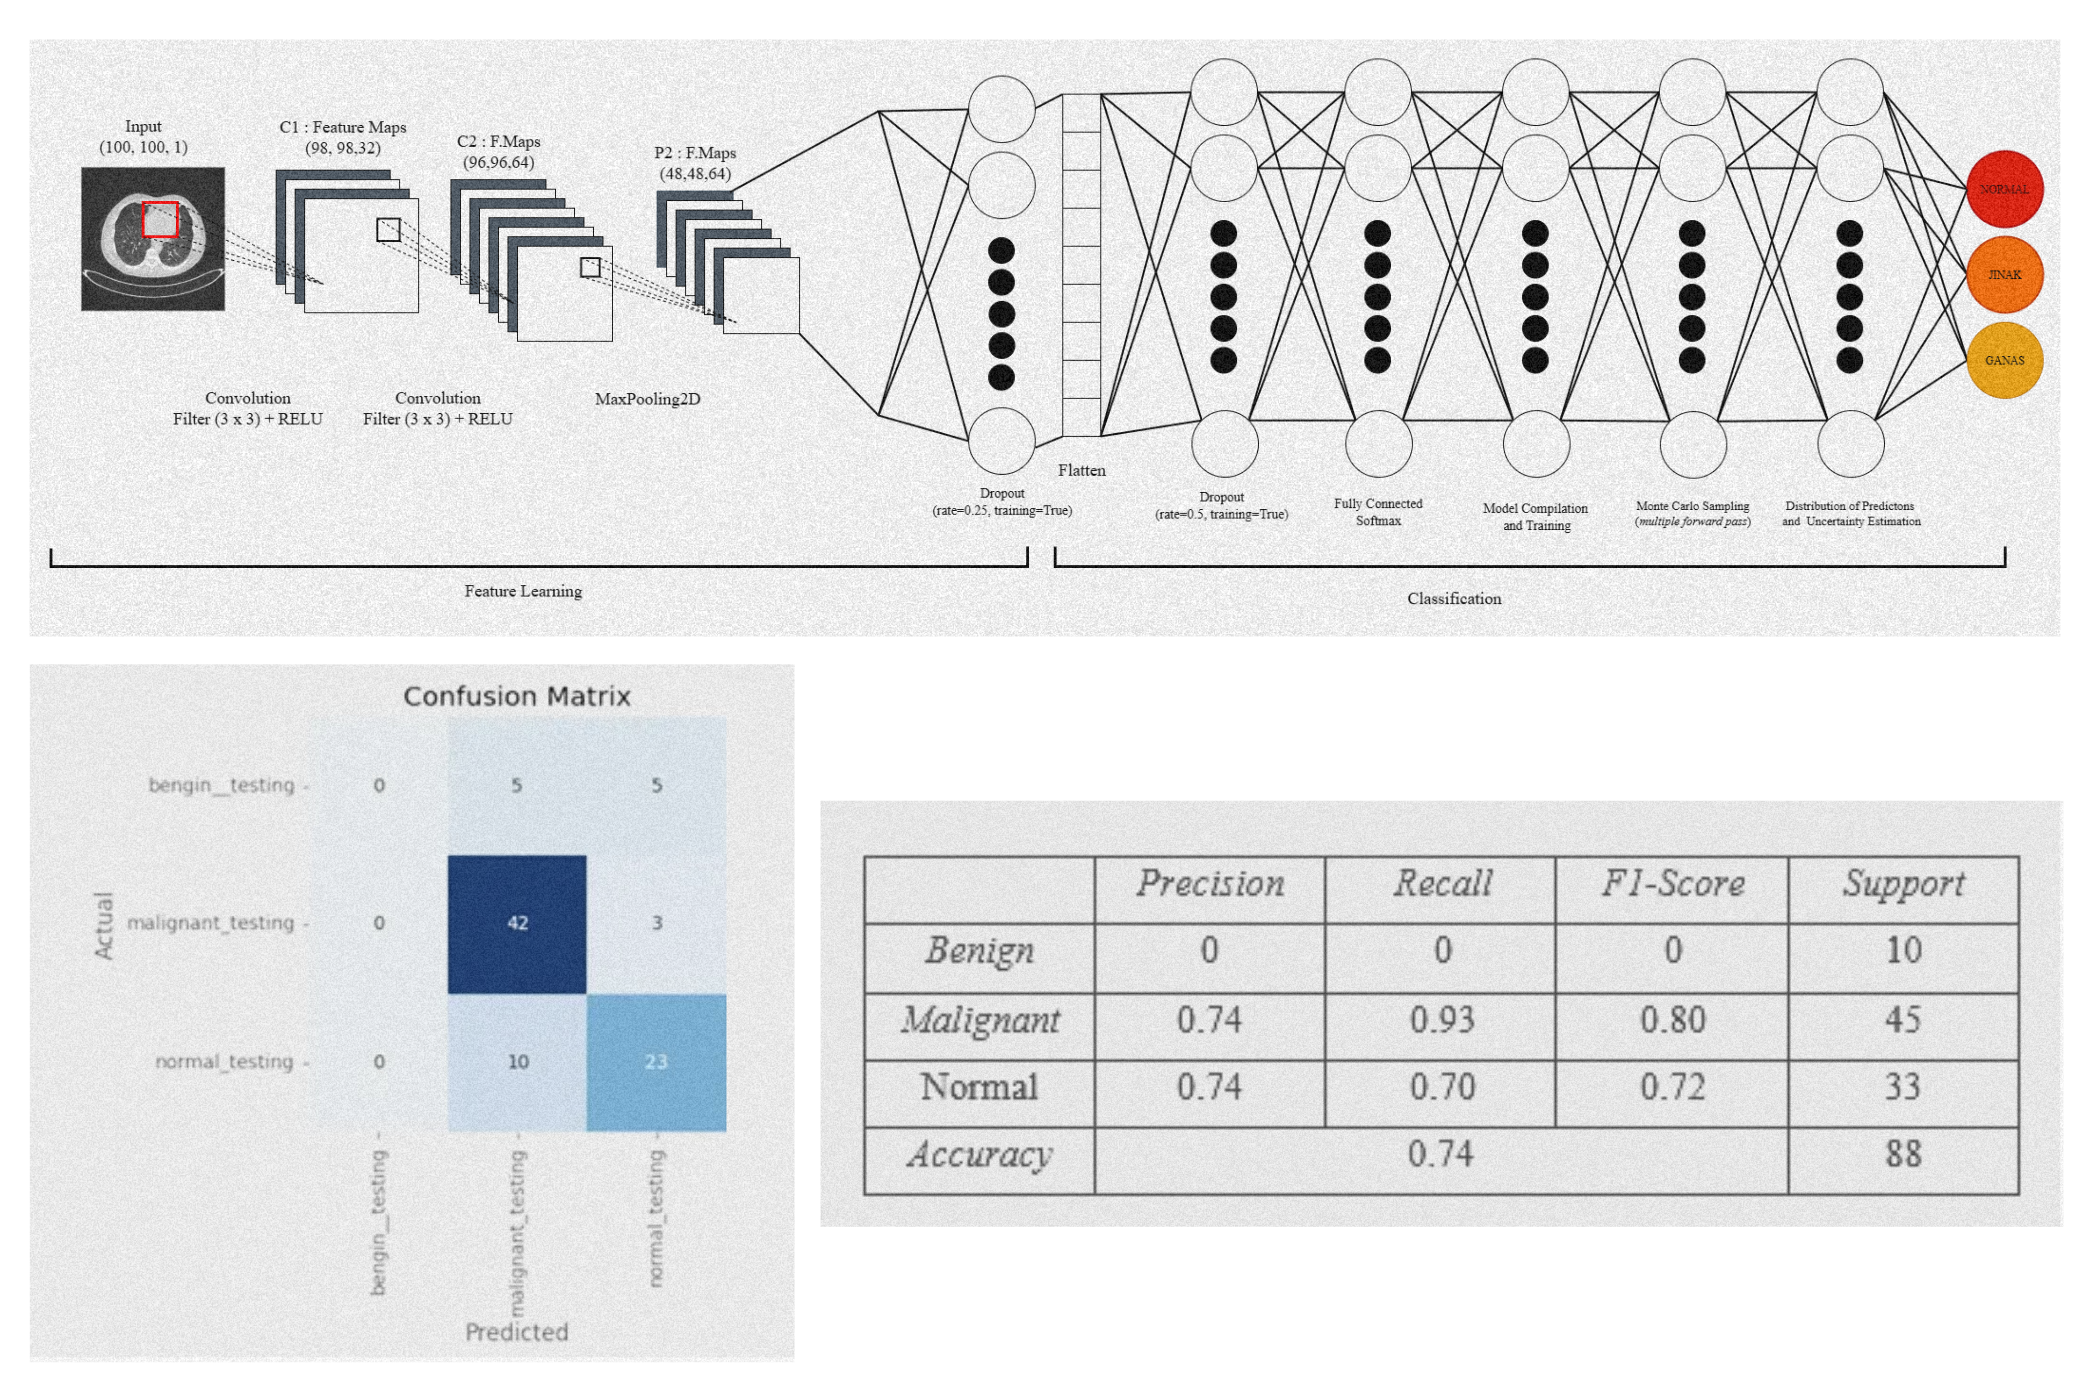 Input
(100, 100, 1)
C1 : Feature Maps
(98, 98,32)
C2 : F.Maps
(96,96,64)
P2 : F.Maps
(48,48,64)
Convolution
Filter (3 x 3) + RELU
Convolution
Filter (3 x 3) + RELU
MaxPooling2D
Dropout
(rate=0.25, training=True)
Flatten
Dropout
(rate=0.5, training=True)
Fully Connected
Softmax
Model Compilation
and Training
Monte Carlo Sampling
(multiple forward pass)
Distribution of Predictons
and Uncertainty Estimation
NORMAL
JINAK
GANAS
Feature Learning
Classification
Confusion Matrix
Actual
bengin__testing 0 5 5
malignant_testing 0 42 3
normal_testing 0 10 23
bengin__testing malignant_testing normal_testing
Predicted
Precision Recall F1-Score Support
Benign 0 0 0 10
Malignant 0.74 0.93 0.80 45
Normal 0.74 0.70 0.72 33
Accuracy 0.74 88